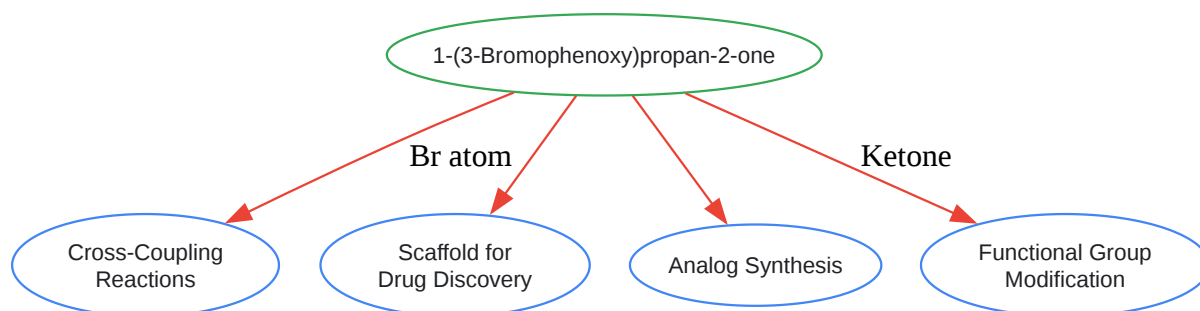 1-(3-Bromophenoxy)propan-2-one
Br atom
Ketone
Cross-Coupling
Reactions
Scaffold for
Drug Discovery
Analog Synthesis
Functional Group
Modification